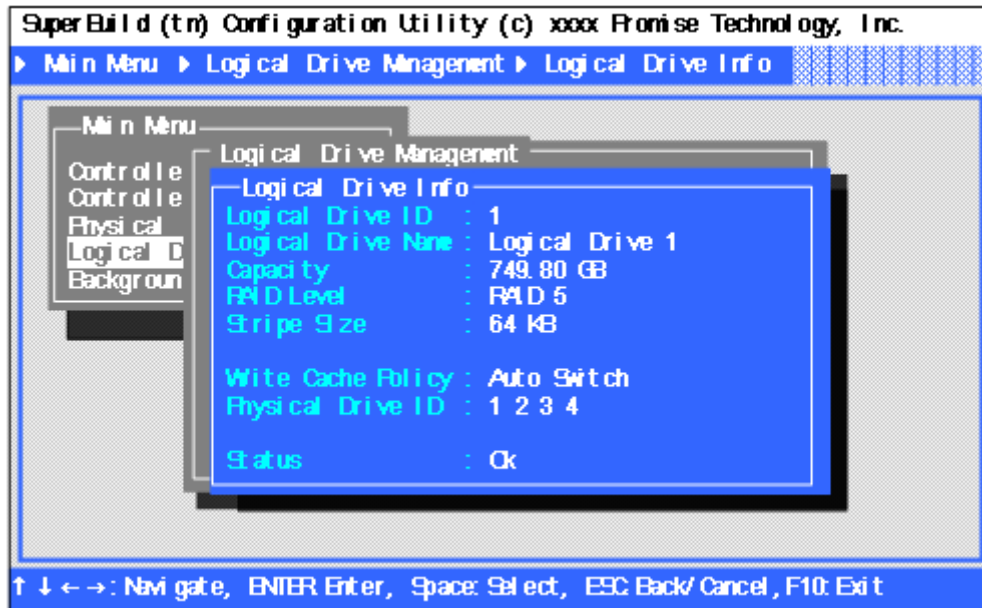 SuperBuild (tm) Configuration Utility (c) xxxx Promise Technology, Inc.
▶ Main Menu ▶ Logical Drive Management ▶ Logical Drive Info
Main Menu
Controlle
Controlle
Physical
Logical D
Backgroun
Logical Drive Management
Logical Drive Info
Logical Drive ID : 1
Logical Drive Name : Logical Drive 1
Capacity : 749.80 GB
RAID Level : RAID 5
Stripe Size : 64 KB
Write Cache Policy : Auto Switch
Physical Drive ID : 1 2 3 4
Status : Ok
↑ ↓ ← →: Navigate, ENTER: Enter, Space: Select, ESC: Back/Cancel, F10: Exit